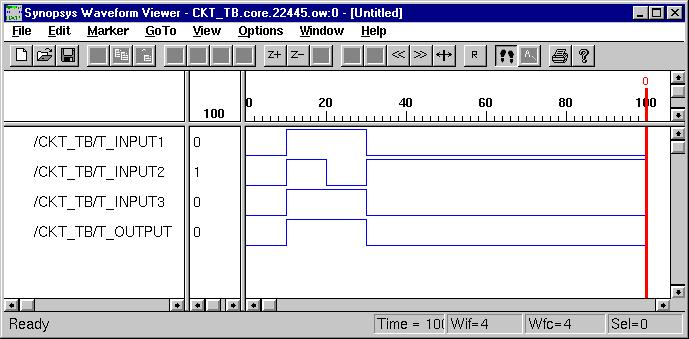 Synopsys Waveform Viewer - CKT_TB.core.22445.ow:0 - [Untitled]
File Edit Marker GoTo View Options Window Help
Z+ Z- << >> R A
0
100 0 20 40 60 80 100
/CKT_TB/T_INPUT1 0
/CKT_TB/T_INPUT2 1
/CKT_TB/T_INPUT3 0
/CKT_TB/T_OUTPUT 0
Ready Time = 100 Wif=4 Wfc=4 Sel=0